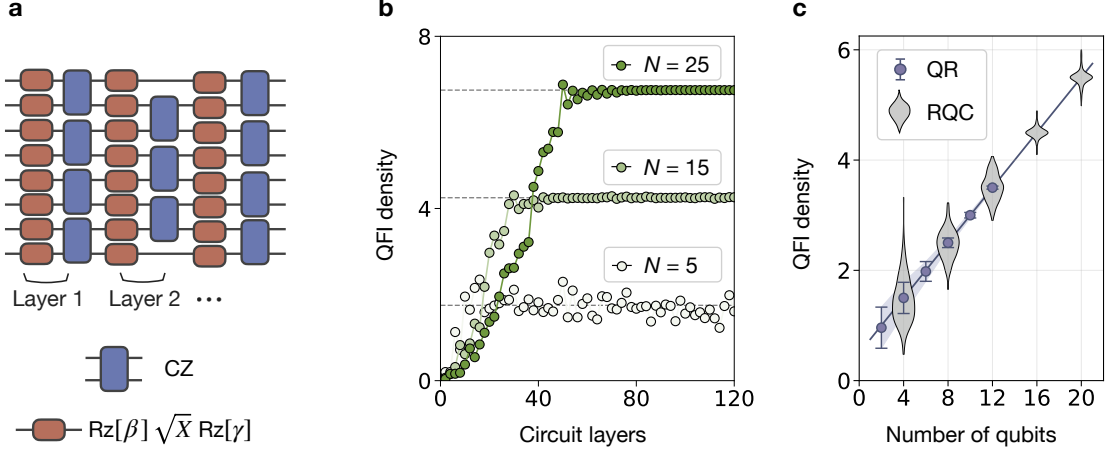 a
Layer 1
Layer 2
•••
CZ
Rz[β] √X Rz[γ]
b
8
4
0
QFI density
N = 25
N = 15
N = 5
0
40
80
120
Circuit layers
c
6
4
2
0
QFI density
QR
RQC
0
4
8
12
16
20
Number of qubits